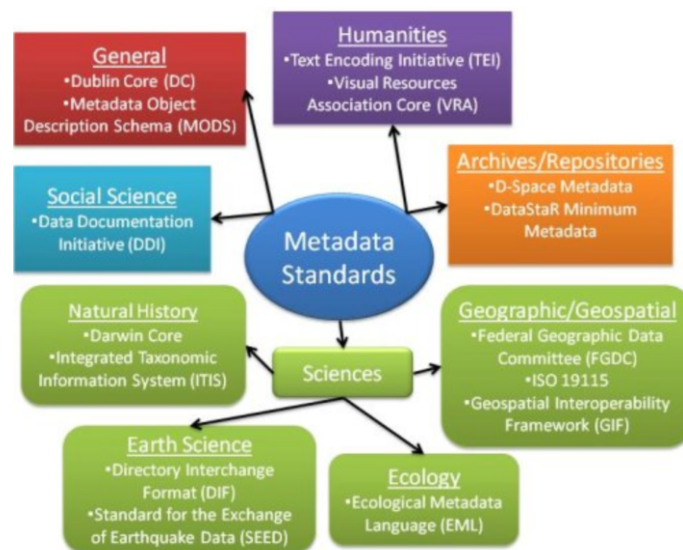 General
•Dublin Core (DC)
•Metadata Object
Description Schema (MODS)
Humanities
•Text Encoding Initiative (TEI)
•Visual Resources
Association Core (VRA)
Social Science
•Data Documentation
Initiative (DDI)
Metadata
Standards
Archives/Repositories
•D-Space Metadata
•DataStaR Minimum
Metadata
Natural History
•Darwin Core
•Integrated Taxonomic
Information System (ITIS)
Sciences
Geographic/Geospatial
•Federal Geographic Data
Committee (FGDC)
•ISO 19115
•Geospatial Interoperability
Framework (GIF)
Earth Science
•Directory Interchange
Format (DIF)
•Standard for the Exchange
of Earthquake Data (SEED)
Ecology
•Ecological Metadata
Language (EML)